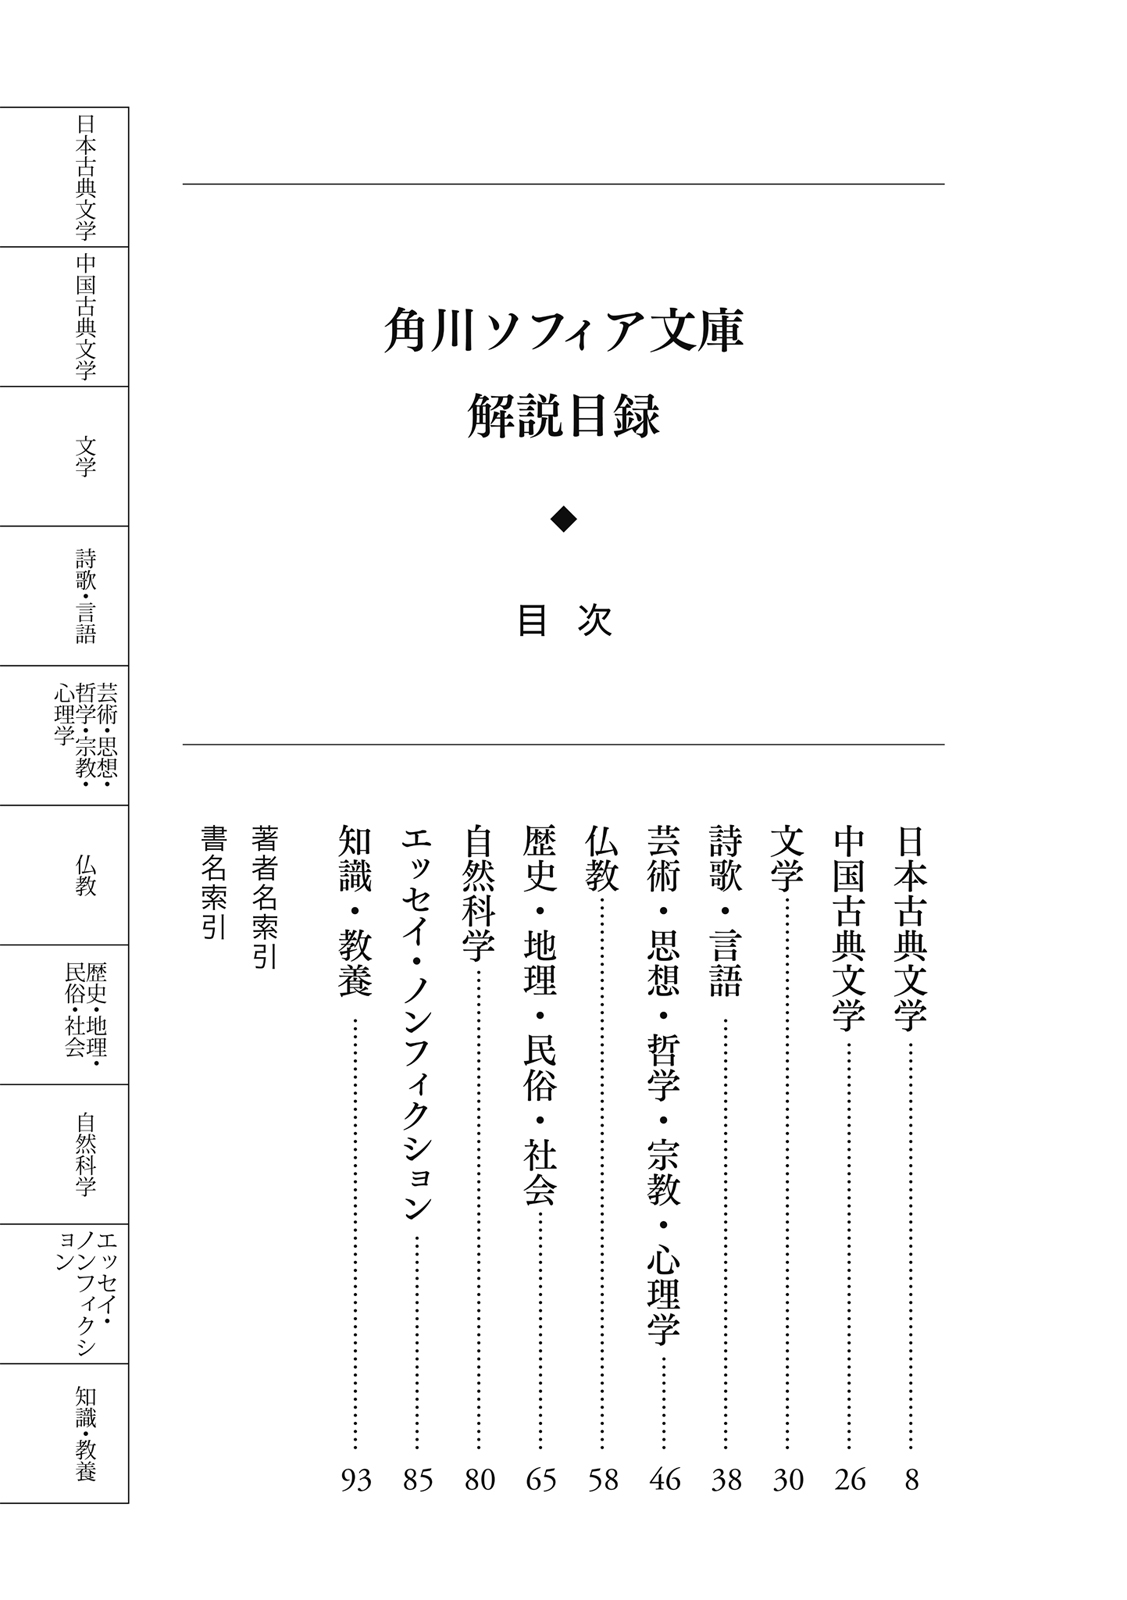 角川ソフィア文庫
解説目録
◆
目次
日本古典文学……8
中国古典文学……26
文学……30
詩歌・言語……38
芸術・思想・哲学・宗教・心理学……46
仏教……58
歴史・地理・民俗・社会……65
自然科学……80
エッセイ・ノンフィクション……85
知識・教養……93
著者名索引
書名索引
日本古典文学
中国古典文学
文学
詩歌・言語
芸術・思想・
哲学・宗教・
心理学
仏教
歴史・地理・
民俗・社会
自然科学
エッセイ・
ノンフィクシ
ョン
知識・教養